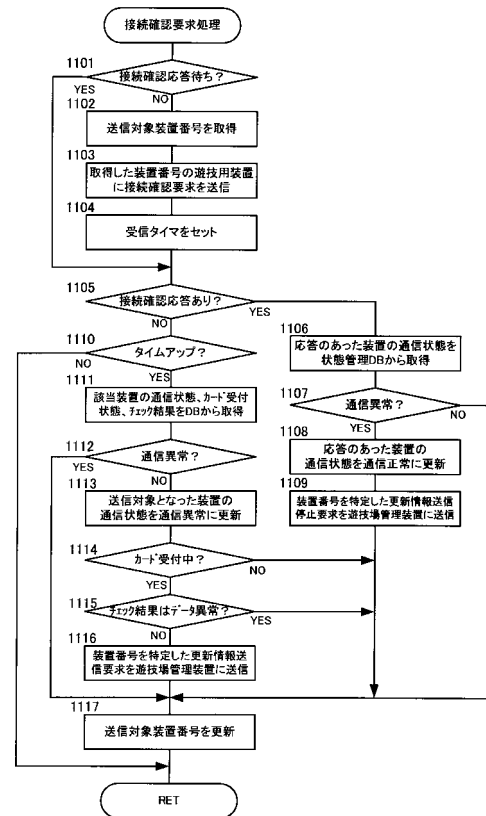 接続確認要求処理
1101
接続確認応答待ち？
YES
NO
1102
送信対象装置番号を取得
1103
取得した装置番号の遊技用装置
に接続確認要求を送信
1104
受信タイマをセット
1105
接続確認応答あり？
YES
NO
1106
応答のあった装置の通信状態を
状態管理DBから取得
1110
タイムアップ？
NO
YES
1107
通信異常？
NO
YES
1111
該当装置の通信状態、カード受付
状態、チェック結果をDBから取得
1108
応答のあった装置の
通信状態を通信正常に更新
1112
通信異常？
YES
NO
1109
装置番号を特定した更新情報送信
停止要求を遊技場管理装置に送信
1113
送信対象となった装置の
通信状態を通信異常に更新
1114
カード受付中？
NO
YES
1115
チェック結果はデータ異常？
YES
NO
1116
装置番号を特定した更新情報送
信要求を遊技場管理装置に送信
1117
送信対象装置番号を更新
RET